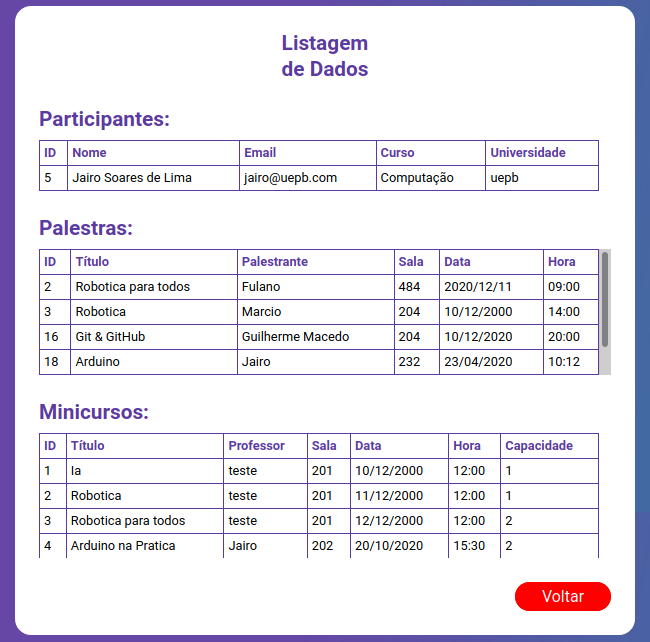 Listagem
de Dados
Participantes:
ID Nome Email Curso Universidade
5 Jairo Soares de Lima jairo@uepb.com Computação uepb
Palestras:
ID Título Palestrante Sala Data Hora
2 Robotica para todos Fulano 484 2020/12/11 09:00
3 Robotica Marcio 204 10/12/2000 14:00
16 Git & GitHub Guilherme Macedo 204 10/12/2020 20:00
18 Arduino Jairo 232 23/04/2020 10:12
Minicursos:
ID Título Professor Sala Data Hora Capacidade
1 Ia teste 201 10/12/2000 12:00 1
2 Robotica teste 201 11/12/2000 12:00 1
3 Robotica para todos teste 201 12/12/2000 12:00 2
4 Arduino na Pratica Jairo 202 20/10/2020 15:30 2
Voltar